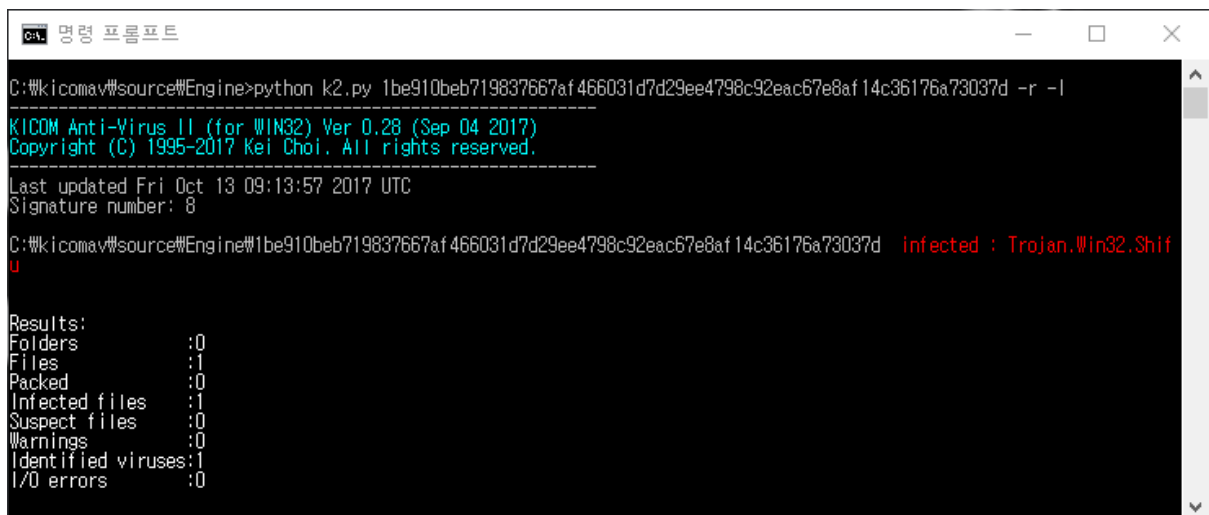 명령 프롬프트
C:₩kicomav₩source₩Engine>python k2.py 1be910beb719837667af466031d7d29ee4798c92eac67e8af14c36176a73037d -r -l
------------------------------------------------------------
KICOM Anti-Virus II (for WIN32) Ver 0.28 (Sep 04 2017)
Copyright (C) 1995-2017 Kei Choi. All rights reserved.
------------------------------------------------------------
Last updated Fri Oct 13 09:13:57 2017 UTC
Signature number: 8
C:₩kicomav₩source₩Engine₩1be910beb719837667af466031d7d29ee4798c92eac67e8af14c36176a73037d infected : Trojan.Win32.Shif
u
Results:
Folders :0
Files :1
Packed :0
Infected files :1
Suspect files :0
Warnings :0
Identified viruses:1
I/O errors :0